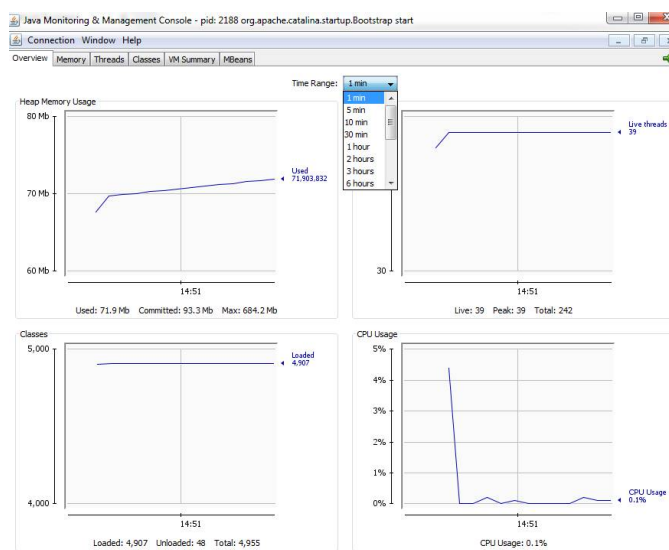 Java Monitoring & Management Console - pid: 2188 org.apache.catalina.startup.Bootstrap start
Connection Window Help
Overview Memory Threads Classes VM Summary MBeans
Time Range: 1 min
1 min
5 min
10 min
30 min
1 hour
2 hours
3 hours
6 hours
Heap Memory Usage
80 Mb
70 Mb
60 Mb
Used
71,903,832
14:51
Used: 71.9 Mb Committed: 93.3 Mb Max: 684.2 Mb
Live threads
39
30
14:51
Live: 39 Peak: 39 Total: 242
Classes
5,000
4,000
Loaded
4,907
14:51
Loaded: 4,907 Unloaded: 48 Total: 4,955
CPU Usage
5%
4%
3%
2%
1%
0%
CPU Usage
0.1%
14:51
CPU Usage: 0.1%